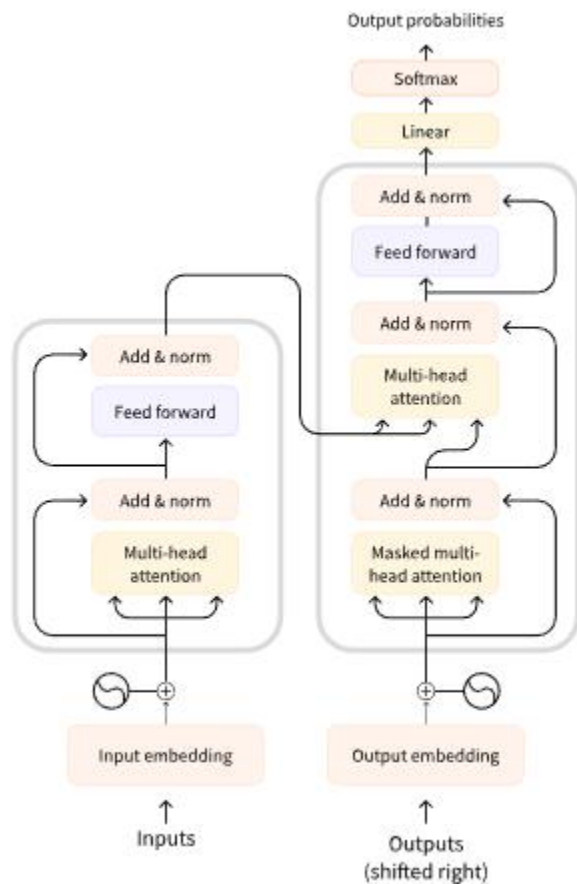 Output probabilities
Softmax
Linear
Add & norm
Feed forward
Add & norm
Multi-head
attention
Add & norm
Masked multi-
head attention
Output embedding
Outputs
(shifted right)
Add & norm
Feed forward
Add & norm
Multi-head
attention
Input embedding
Inputs